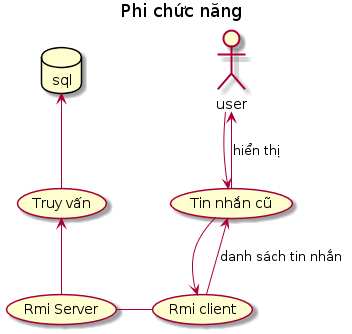 Phi chức năng
sql
user
hiển thị
Truy vấn
Tin nhắn cũ
danh sách tin nhắn
Rmi Server
Rmi client